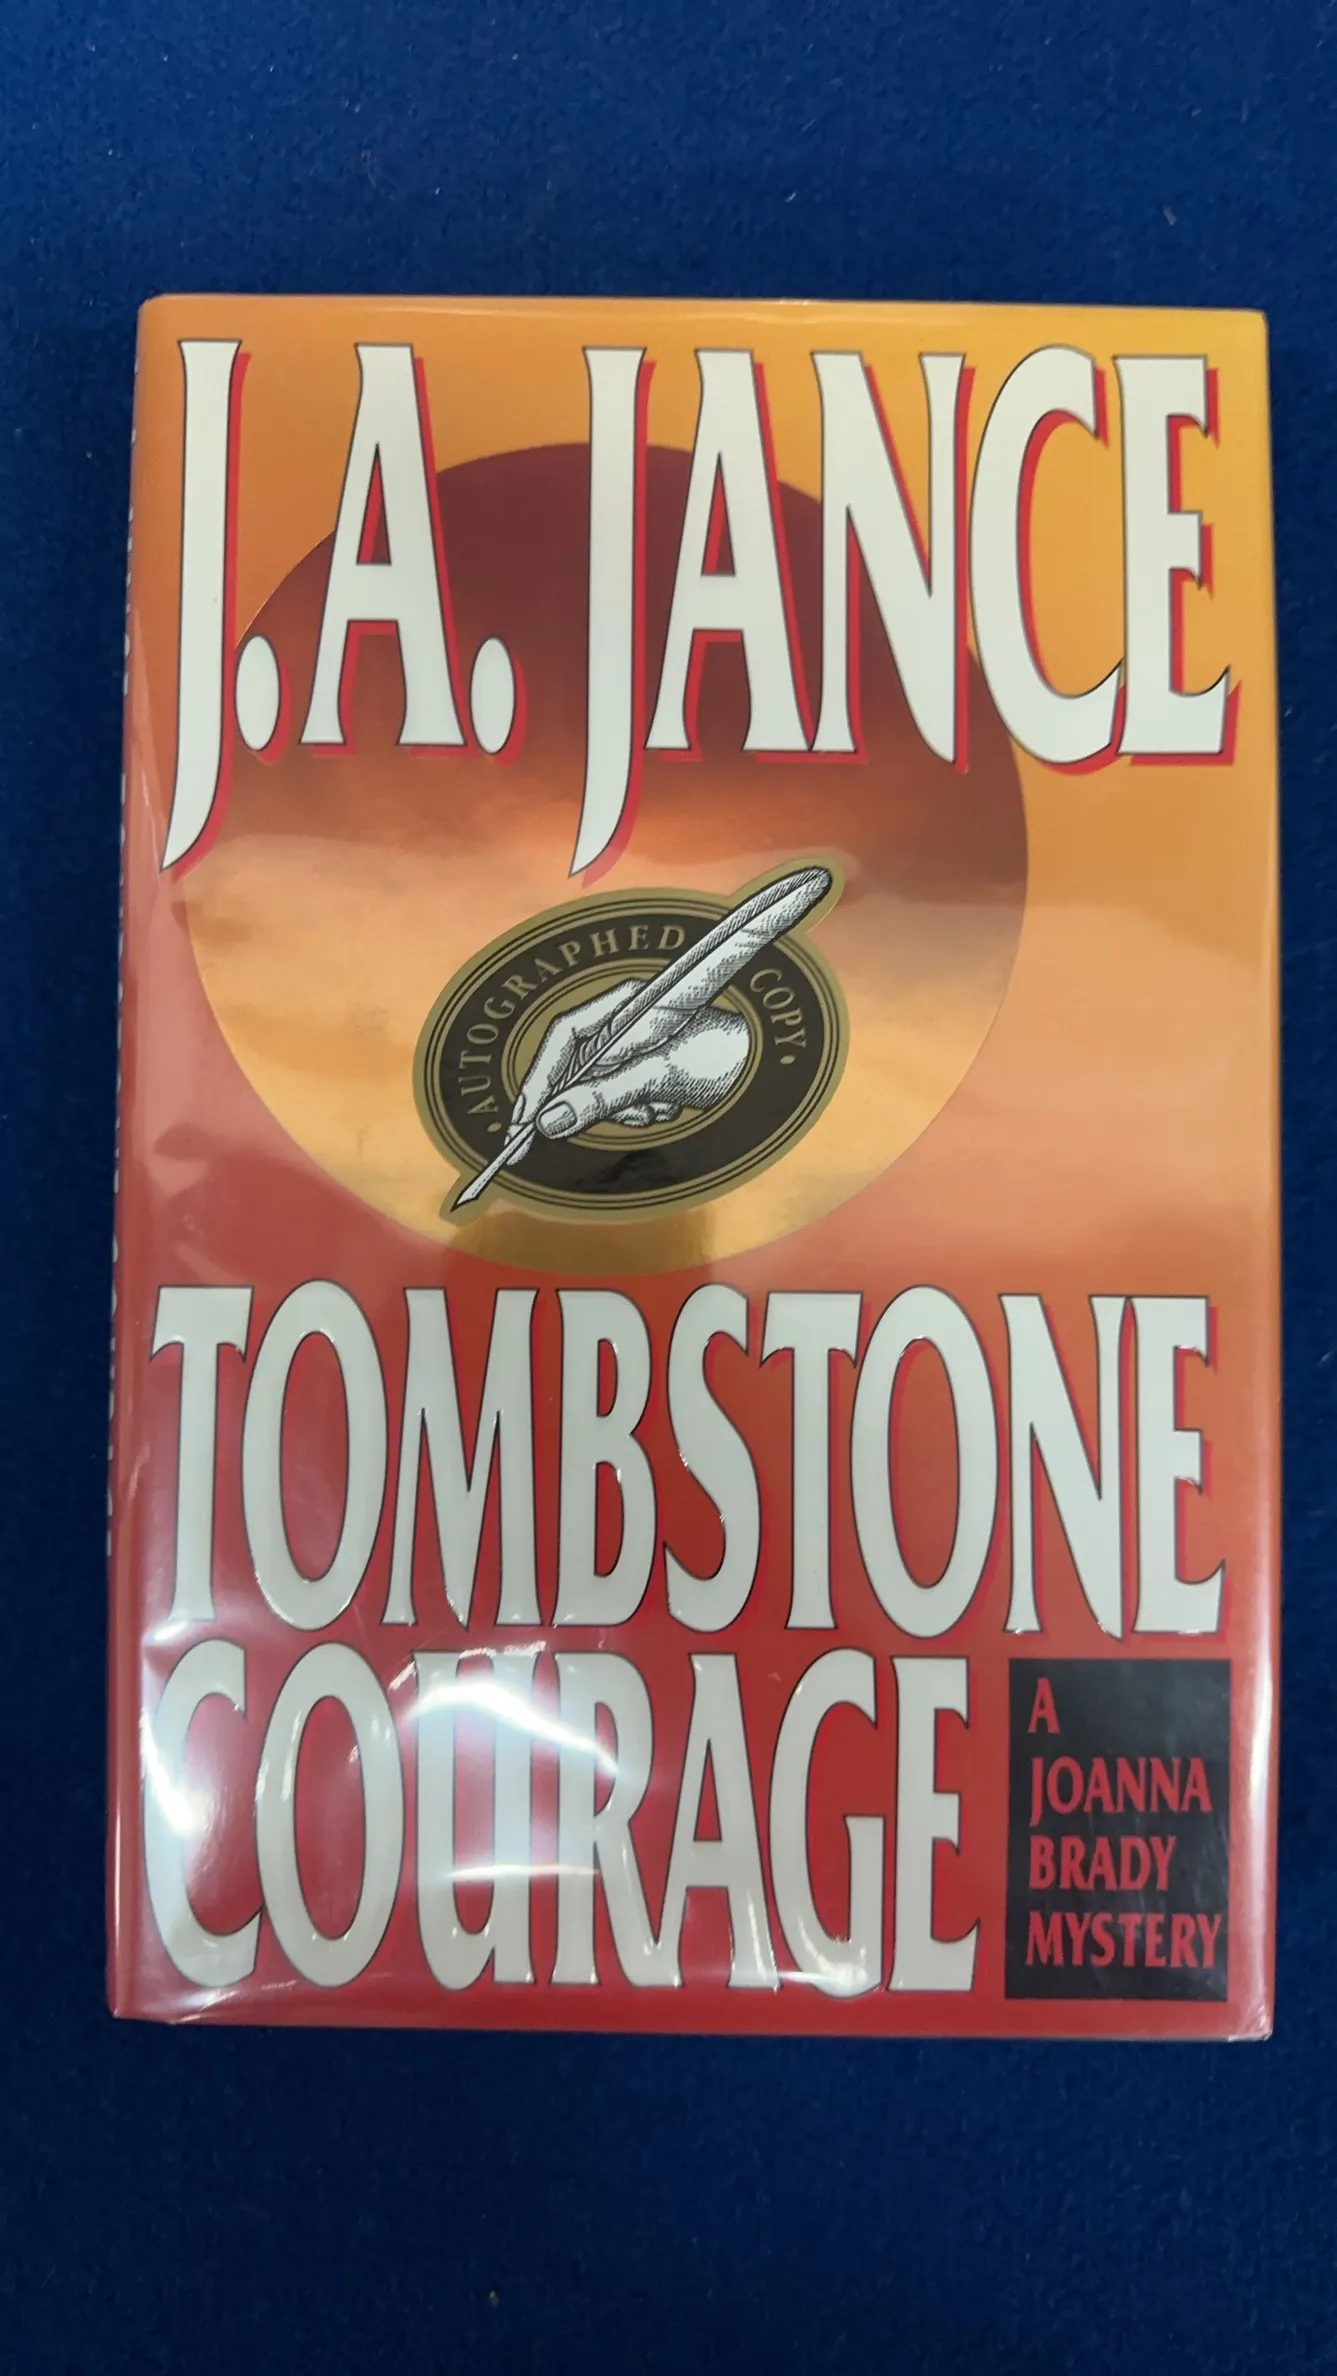 J.A. JANCE
AUTOGRAPHED COPY
TOMBSTONE
COURAGE
A
JOANNA
BRADY
MYSTERY